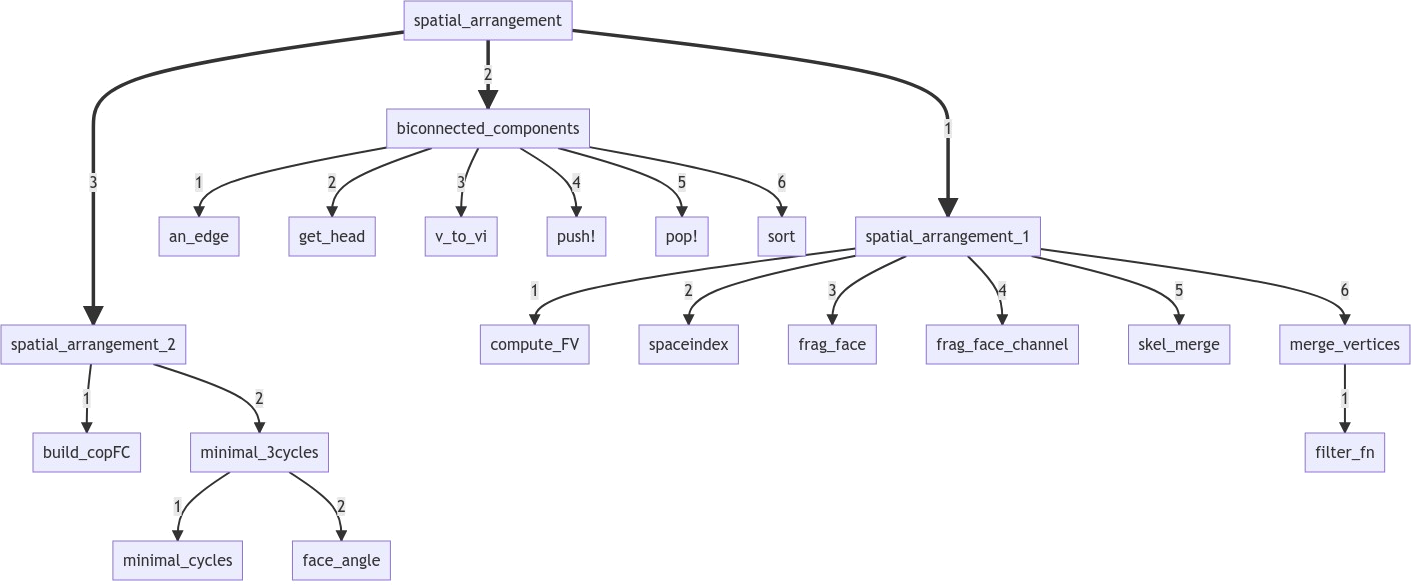 spatial_arrangement
2
biconnected_components
1
3
1
2
3
4
5
6
an_edge
get_head
v_to_vi
push!
pop!
sort
spatial_arrangement_1
1
2
3
4
5
6
spatial_arrangement_2
compute_FV
spaceindex
frag_face
frag_face_channel
skel_merge
merge_vertices
1
2
1
build_copFC
minimal_3cycles
filter_fn
1
2
minimal_cycles
face_angle